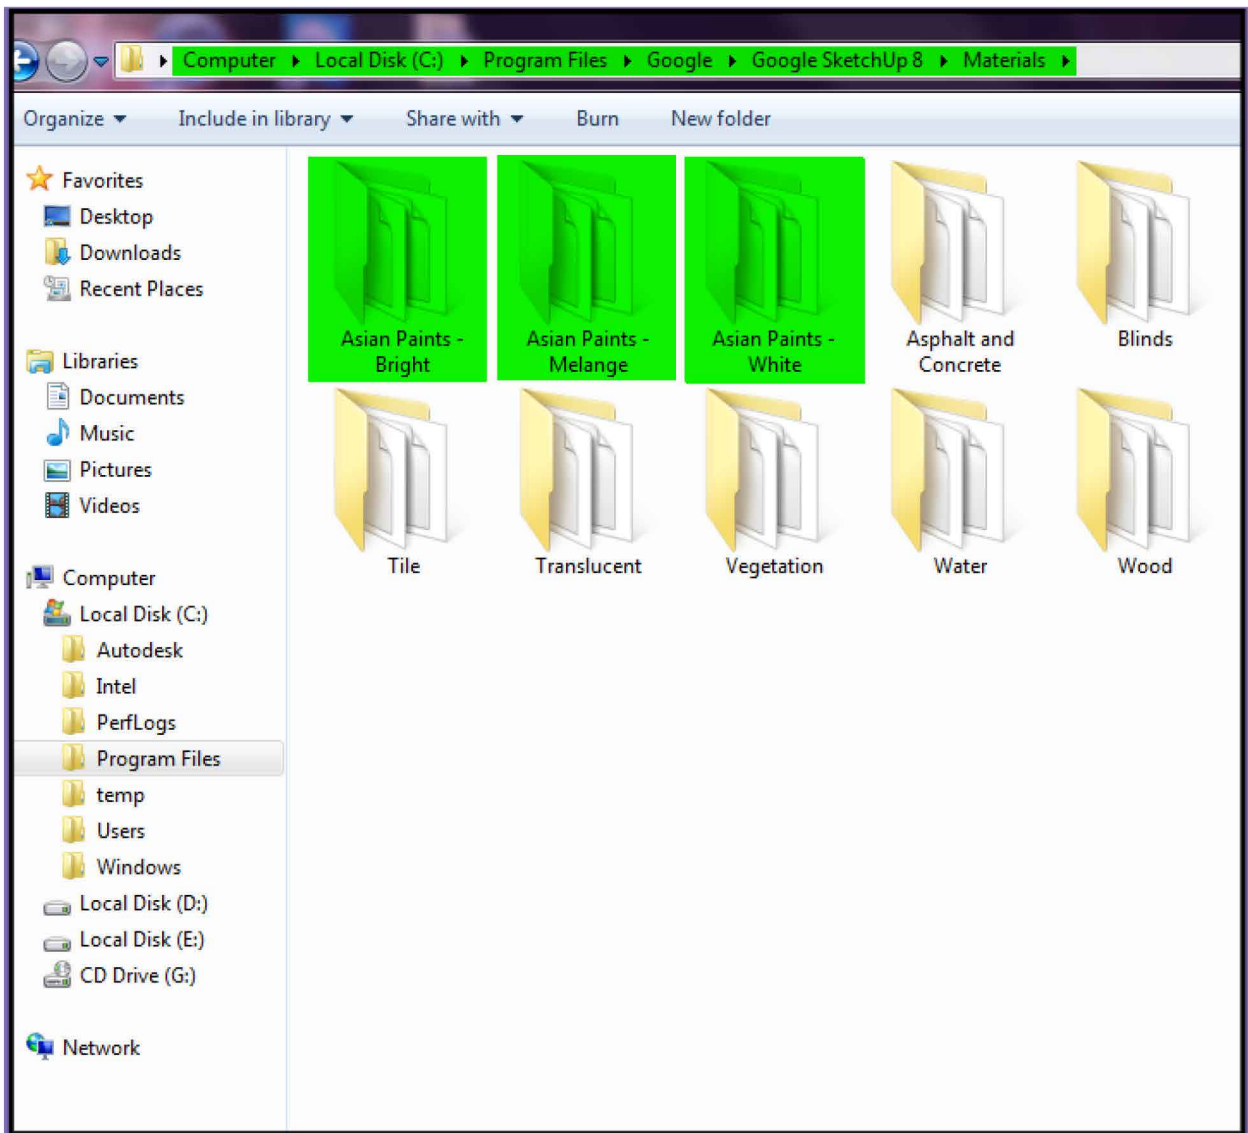 Computer Local Disk (C:) Program Files Google Google SketchUp 8 Materials
Organize Include in library Share with Burn New folder
Favorites
Desktop
Downloads
Recent Places
Libraries
Documents
Music
Pictures
Videos
Computer
Local Disk (C:)
Autodesk
Intel
PerfLogs
Program Files
temp
Users
Windows
Local Disk (D:)
Local Disk (E:)
CD Drive (G:)
Network
Asian Paints -
Bright
Asian Paints -
Melange
Asian Paints -
White
Asphalt and
Concrete
Blinds
Tile
Translucent
Vegetation
Water
Wood